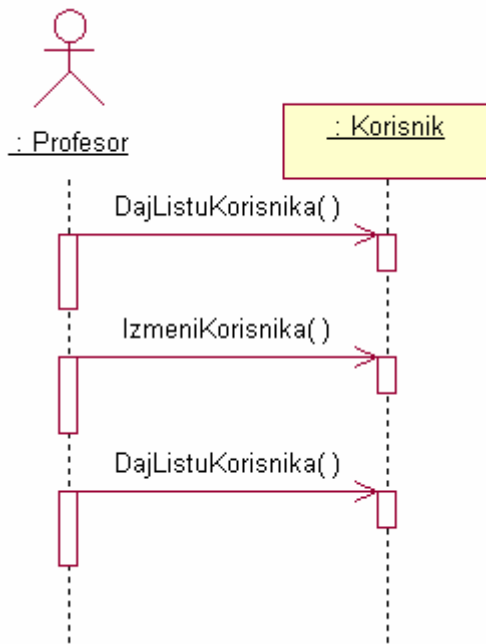 : Profesor
: Korisnik
DajListuKorisnika( )
IzmeniKorisnika( )
DajListuKorisnika( )